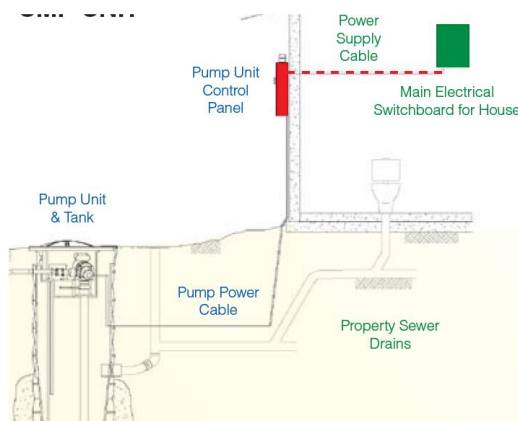 Power
Supply
Cable
Pump Unit
Control
Panel
Main Electrical
Switchboard for House
Pump Unit
& Tank
Pump Power
Cable
Property Sewer
Drains